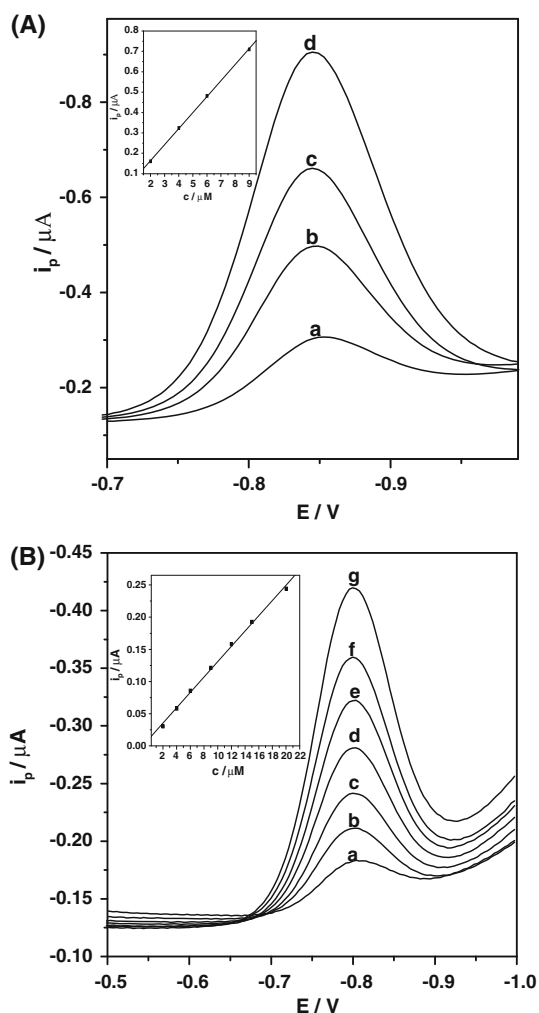 (A)
d
c
b
a
-0.8
-0.6
-0.4
-0.2
iₚ / μA
-0.7 -0.8 -0.9
E / V
0.8
0.7
0.6
0.5
0.4
0.3
0.2
0.1
iₚ / μA
2 3 4 5 6 7 8 9
c / μM
(B)
g
f
e
d
c
b
a
-0.45
-0.40
-0.35
-0.30
-0.25
-0.20
-0.15
-0.10
iₚ / μA
-0.5 -0.6 -0.7 -0.8 -0.9 -1.0
E / V
0.25
0.20
0.15
0.10
0.05
0.00
iₚ / μA
2 4 6 8 10 12 14 16 18 20 22
c / μM